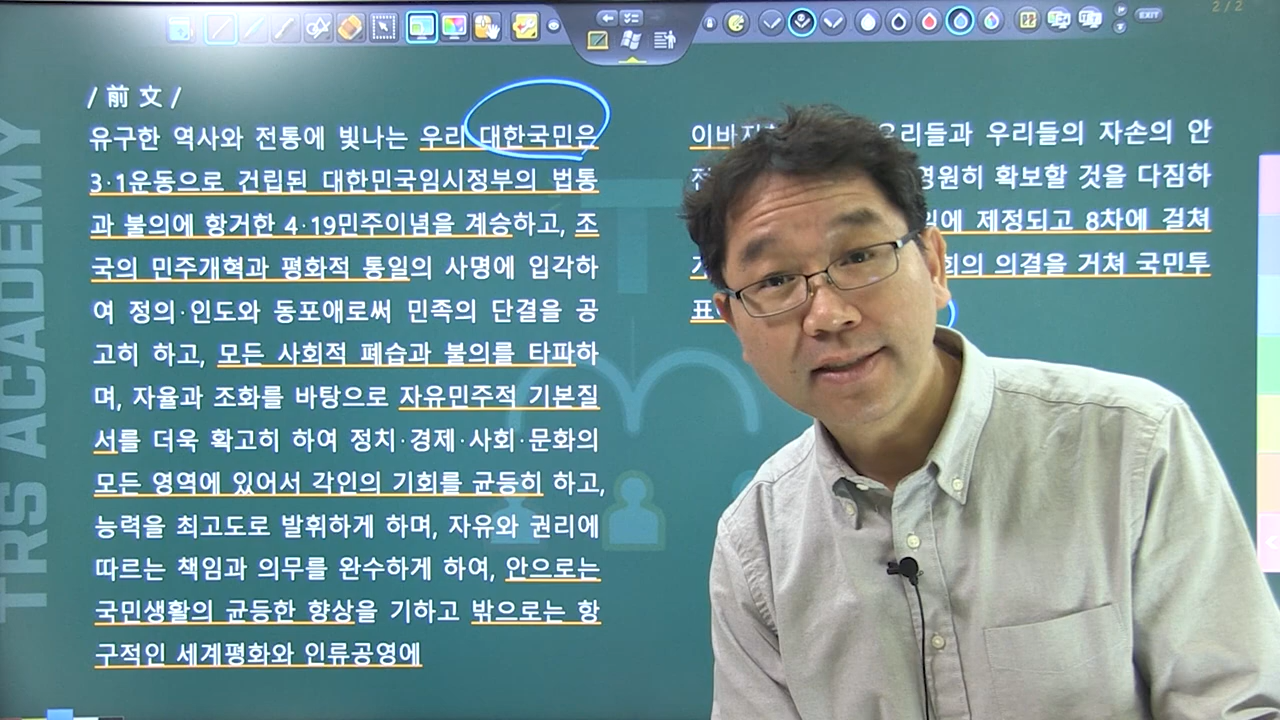 2 / 2
EXIT
/ 前 文 /
유구한 역사와 전통에 빛나는 우리 대한국민은
3·1운동으로 건립된 대한민국임시정부의 법통
과 불의에 항거한 4·19민주이념을 계승하고, 조
국의 민주개혁과 평화적 통일의 사명에 입각하
여 정의·인도와 동포애로써 민족의 단결을 공
고히 하고, 모든 사회적 폐습과 불의를 타파하
며, 자율과 조화를 바탕으로 자유민주적 기본질
서를 더욱 확고히 하여 정치·경제·사회·문화의
모든 영역에 있어서 각인의 기회를 균등히 하고,
능력을 최고도로 발휘하게 하며, 자유와 권리에
따르는 책임과 의무를 완수하게 하여, 안으로는
국민생활의 균등한 향상을 기하고 밖으로는 항
구적인 세계평화와 인류공영에
이바지 우리들과 우리들의 자손의 안
영원히 확보할 것을 다짐하
에 제정되고 8차에 걸쳐
의 의결을 거쳐 국민투
표
TRS ACADEMY